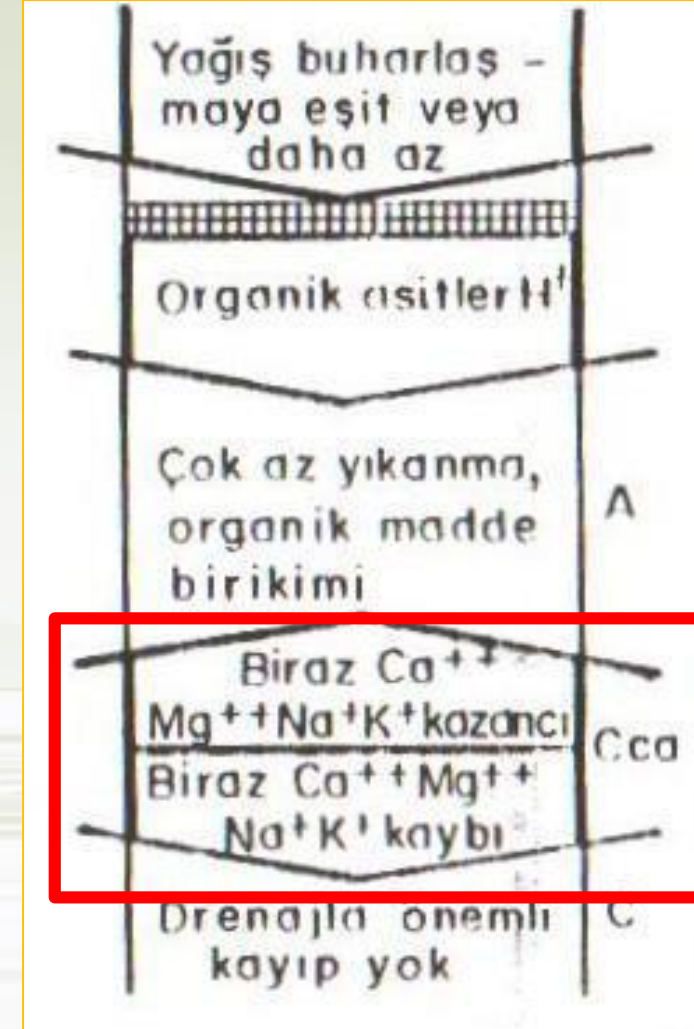 Yağış buharlaş -
maya eşit veya
daha az
Organik asitler H⁺
Çok az yıkanma,
organik madde
birikimi
A
Biraz Ca⁺⁺
Mg⁺⁺Na⁺K⁺kazancı
Cca
Biraz Ca⁺⁺Mg⁺⁺
Na⁺K⁺ kaybı
Drenajla önemli
kayıp yok
C